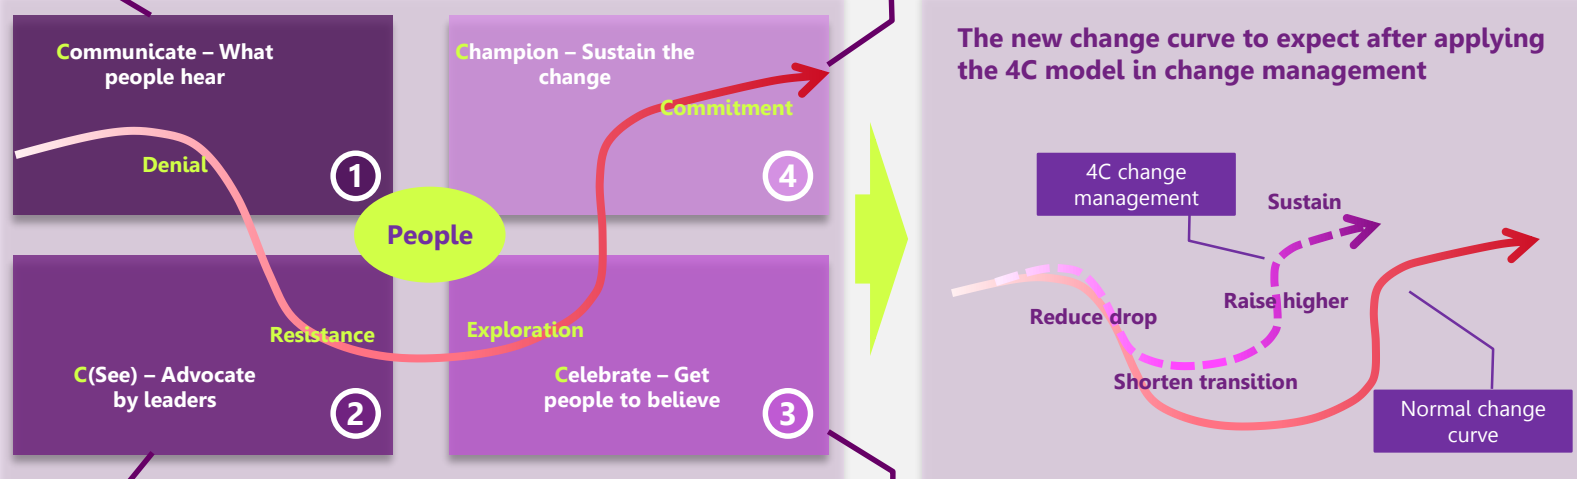 Communicate – What
people hear
Denial
1
Champion – Sustain the
change
Commitment
4
People
Resistance
C(See) – Advocate
by leaders
2
Exploration
Celebrate – Get
people to believe
3
The new change curve to expect after applying
the 4C model in change management
4C change
management
Sustain
Raise higher
Reduce drop
Shorten transition
Normal change
curve